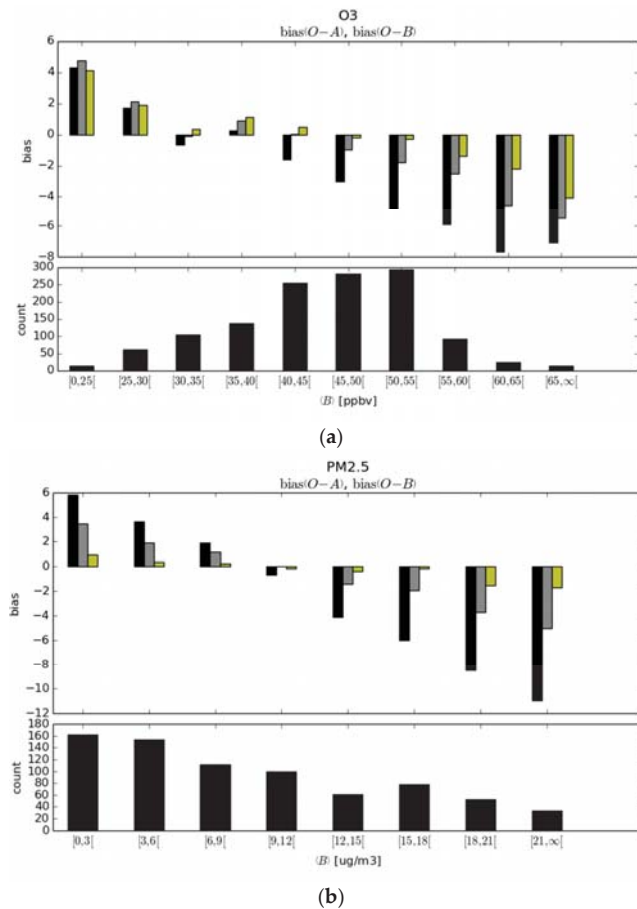 O3
bias(O−A), bias(O−B)
6
4
2
0
−2
−4
−6
−8
bias
300
250
200
150
100
50
0
count
[0,25[ [25,30[ [30,35[ [35,40[ [40,45[ [45,50[ [50,55[ [55,60[ [60,65[ [65,∞[
⟨B⟩ [ppbv]
(a)
PM2.5
bias(O−A), bias(O−B)
6
4
2
0
−2
−4
−6
−8
−10
−12
bias
180
160
140
120
100
80
60
40
20
0
count
[0,3[ [3,6[ [6,9[ [9,12[ [12,15[ [15,18[ [18,21[ [21,∞[
⟨B⟩ [ug/m3]
(b)